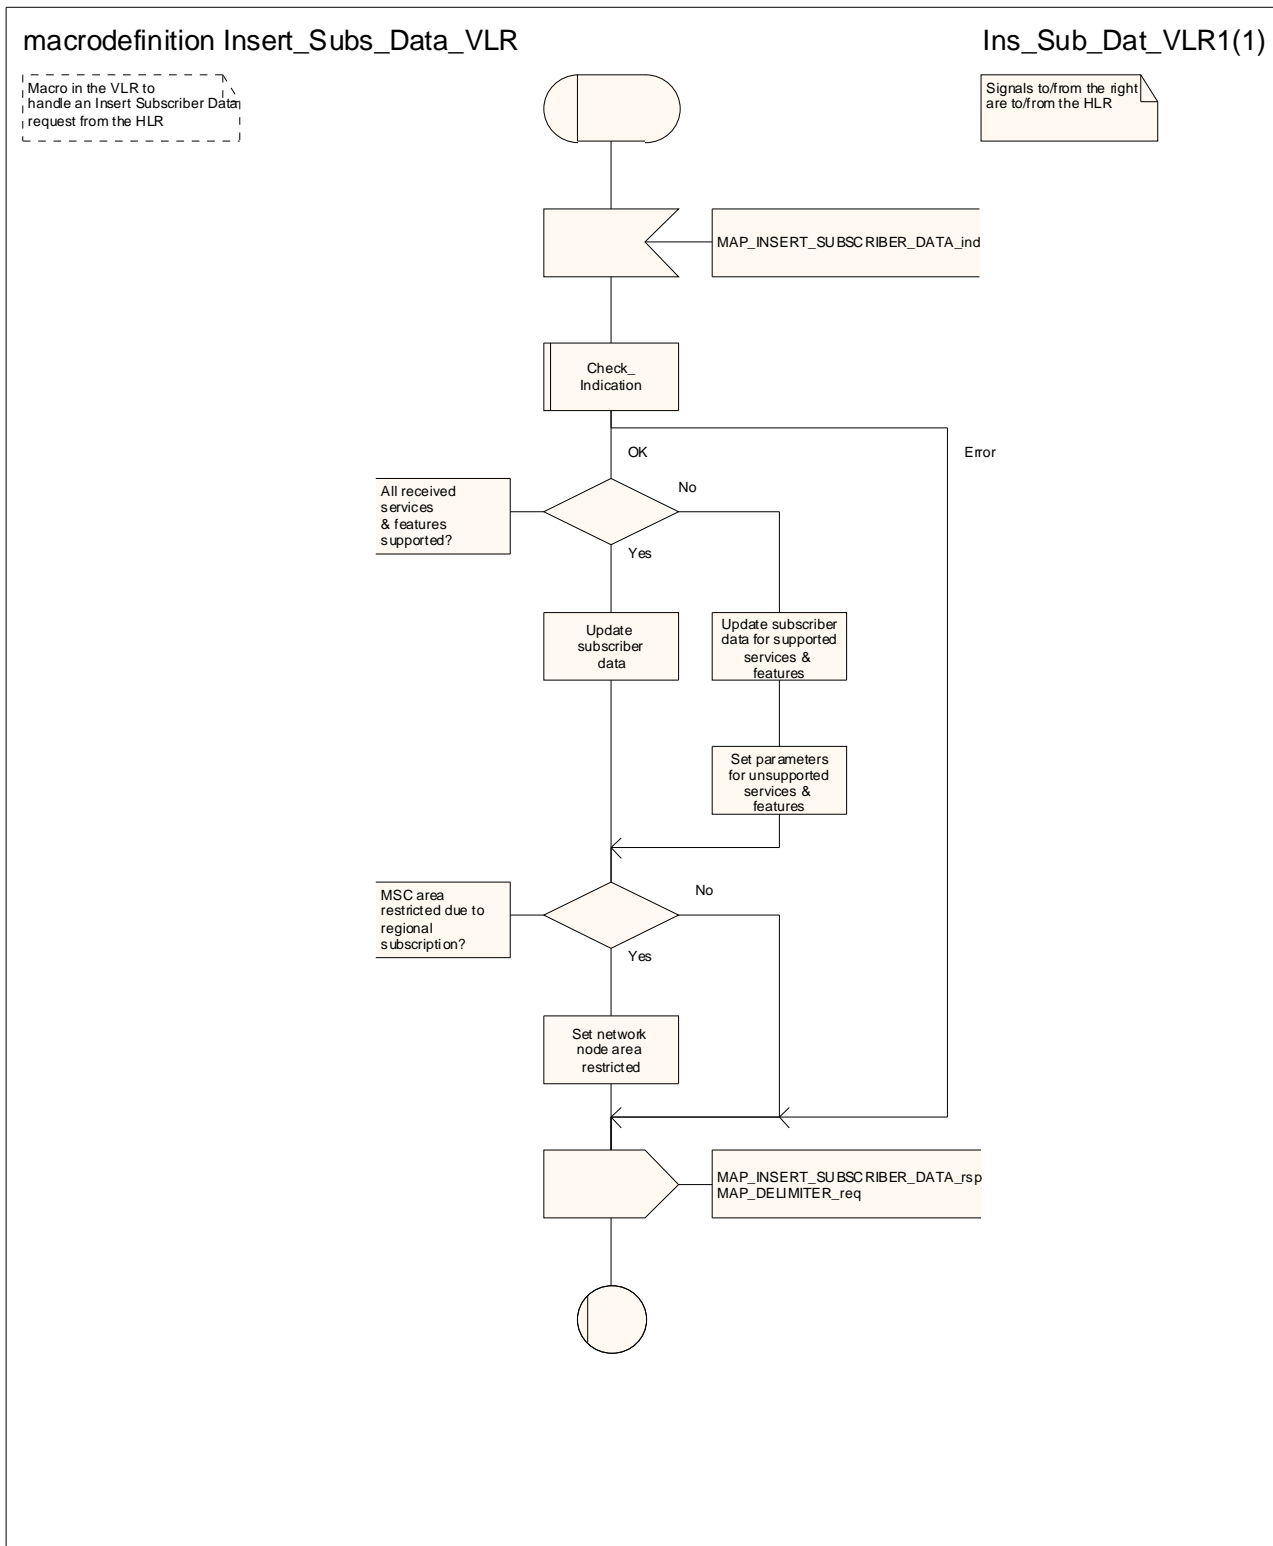 macrodefinition Insert_Subs_Data_VLR
Ins_Sub_Dat_VLR1(1)
Macro in the VLR to
handle an Insert Subscriber Data
request from the HLR
Signals to/from the right
are to/from the HLR
MAP_INSERT_SUBSCRIBER_DATA_ind
Check_
Indication
OK
Error
All received
services
& features
supported?
No
Yes
Update
subscriber
data
Update subscriber
data for supported
services &
features
Set parameters
for unsupported
services &
features
MSC area
restricted due to
regional
subscription?
No
Yes
Set network
node area
restricted
MAP_INSERT_SUBSCRIBER_DATA_rsp
MAP_DELIMITER_req